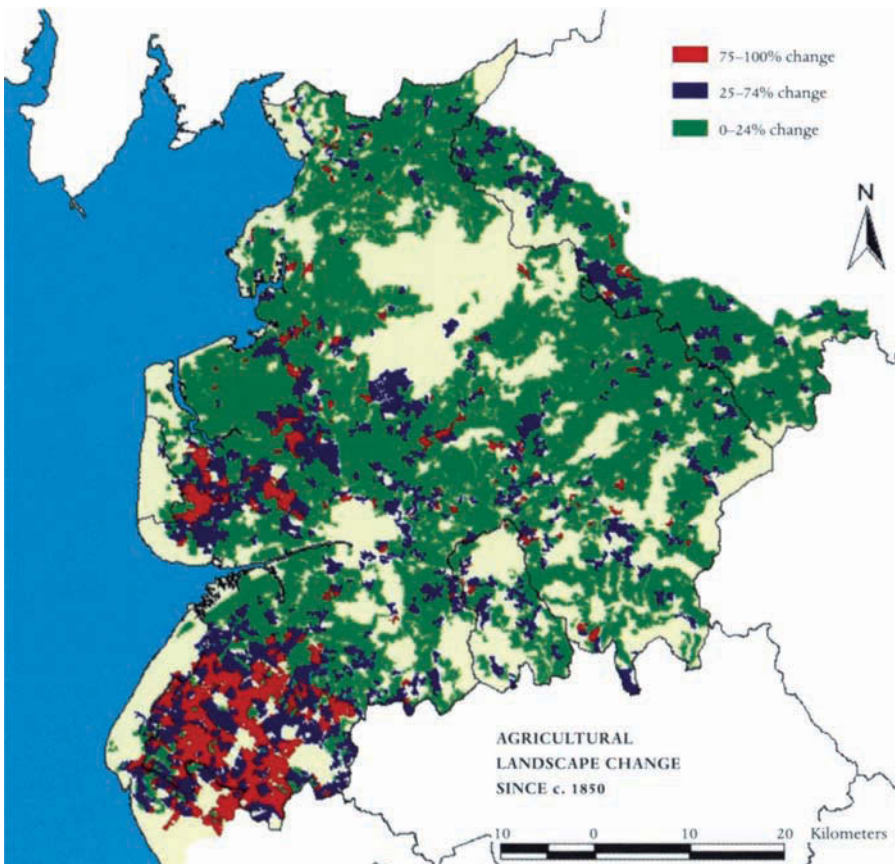 75–100% change
25–74% change
0–24% change
N
AGRICULTURAL
LANDSCAPE CHANGE
SINCE c. 1850
10 0 10 20 Kilometers